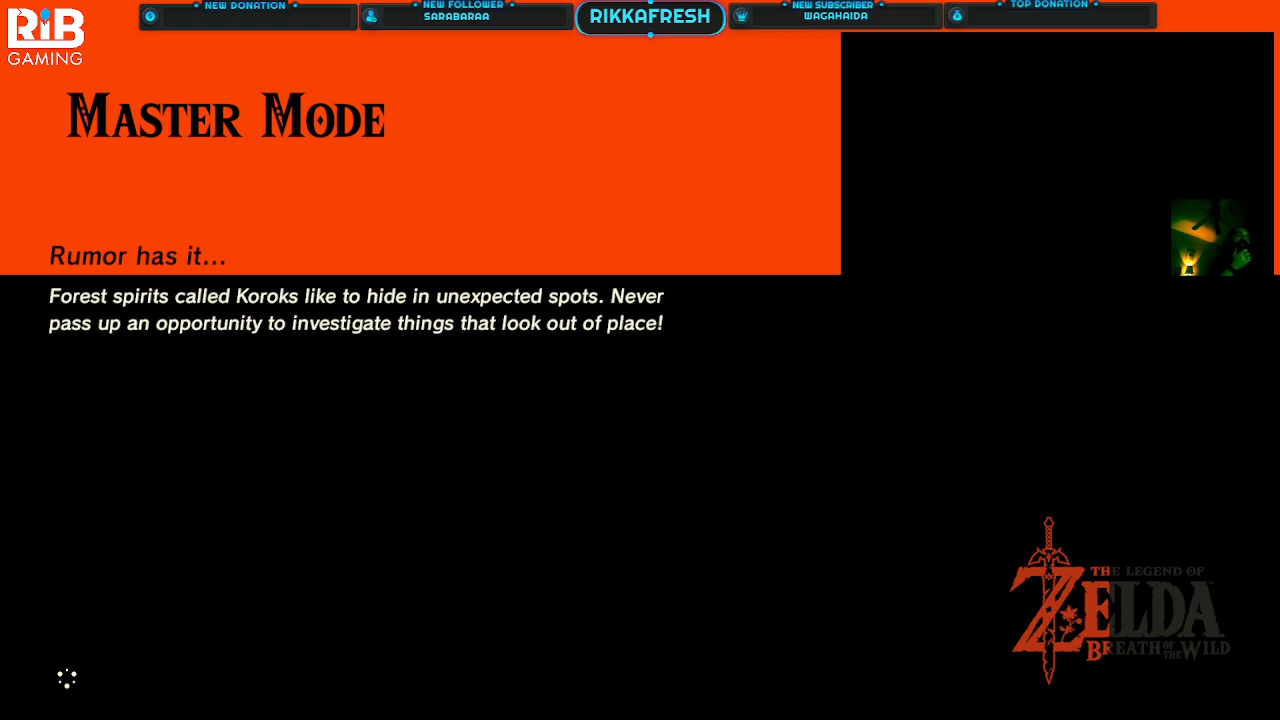 RiB
GAMING
NEW DONATION
NEW FOLLOWER
SARABARAA
RIKKAFRESH
NEW SUBSCRIBER
WAGAHAIDA
TOP DONATION
Master Mode
Rumor has it...
Forest spirits called Koroks like to hide in unexpected spots. Never
pass up an opportunity to investigate things that look out of place!
THE LEGEND OF
ZELDA
BREATH OF THE WILD